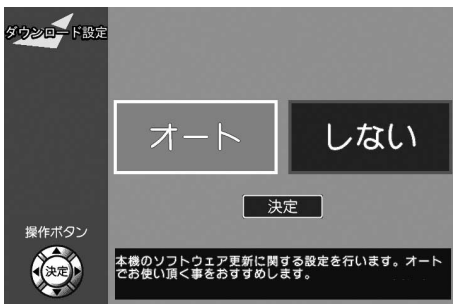 ダウンロード設定
オート
しない
決定
操作ボタン
決定
本機のソフトウェア更新に関する設定を行います。オート
でお使い頂く事をおすすめします。